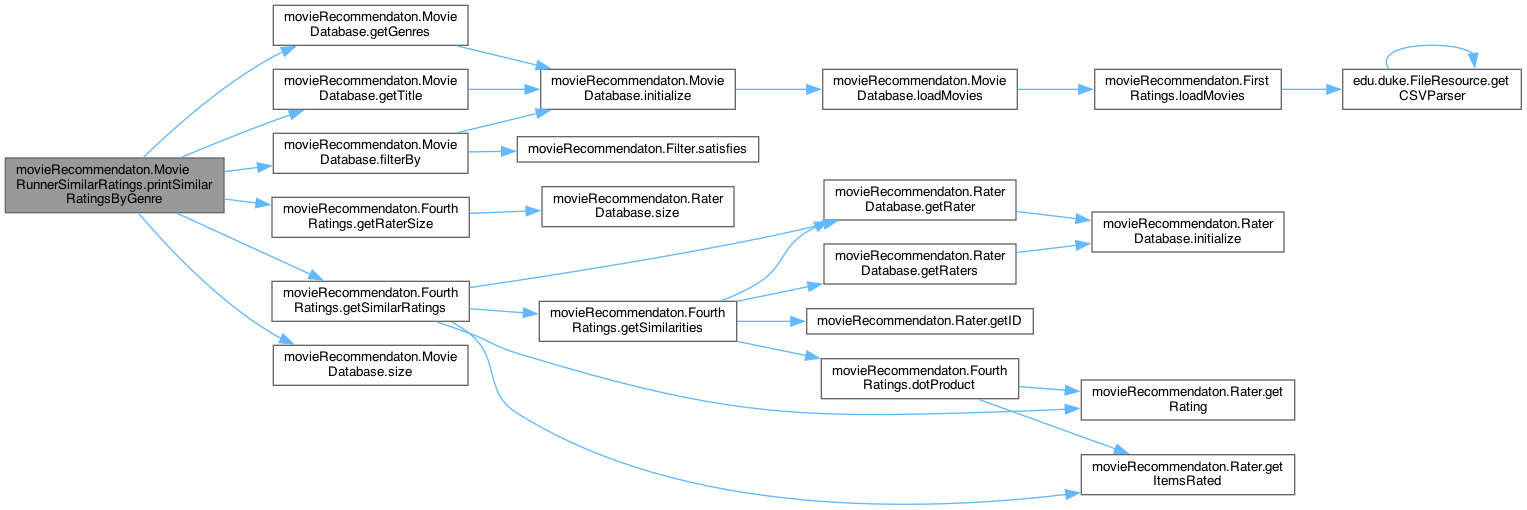 movieRecommendaton.Movie
RunnerSimilarRatings.printSimilar
RatingsByGenre
movieRecommendaton.Movie
Database.getGenres
movieRecommendaton.Movie
Database.getTitle
movieRecommendaton.Movie
Database.filterBy
movieRecommendaton.Fourth
Ratings.getRaterSize
movieRecommendaton.Fourth
Ratings.getSimilarRatings
movieRecommendaton.Movie
Database.size
movieRecommendaton.Movie
Database.initialize
movieRecommendaton.Filter.satisfies
movieRecommendaton.Rater
Database.size
movieRecommendaton.Fourth
Ratings.getSimilarities
movieRecommendaton.Movie
Database.loadMovies
movieRecommendaton.Rater
Database.getRater
movieRecommendaton.Rater
Database.getRaters
movieRecommendaton.Rater.getID
movieRecommendaton.Fourth
Ratings.dotProduct
movieRecommendaton.First
Ratings.loadMovies
movieRecommendaton.Rater
Database.initialize
movieRecommendaton.Rater.get
Rating
movieRecommendaton.Rater.get
ItemsRated
edu.duke.FileResource.get
CSVParser